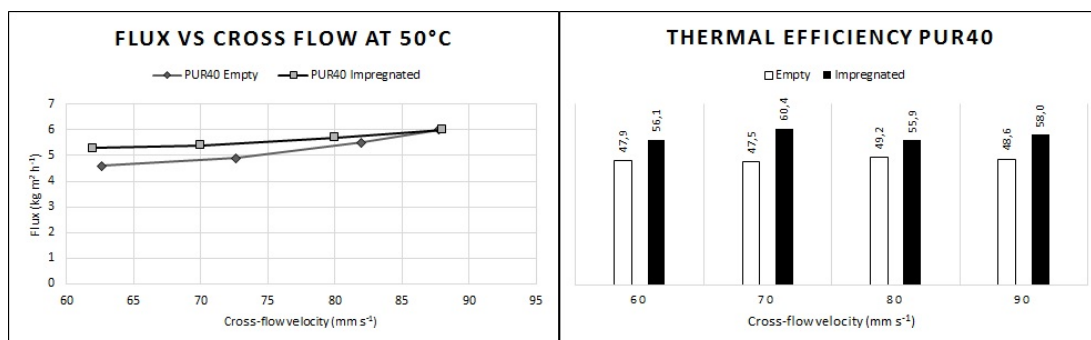 FLUX VS CROSS FLOW AT 50°C
PUR40 Empty PUR40 Impregnated
7
6
5
4
3
2
1
0
Flux (kg m² h⁻¹)
60 65 70 75 80 85 90 95
Cross-flow velocity (mm s⁻¹)
THERMAL EFFICIENCY PUR40
Empty Impregnated
47,9 56,1 47,5 60,4 49,2 55,9 48,6 58,0
60 70 80 90
Cross-flow velocity (mm s⁻¹)